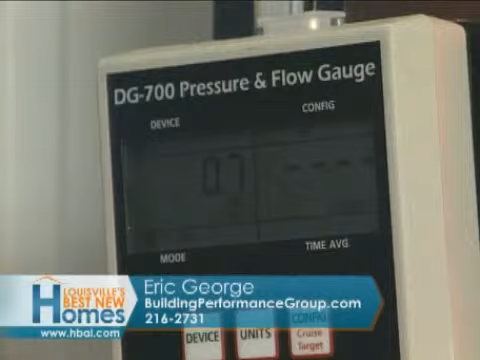 DG-700 Pressure & Flow Gauge
DEVICE
CONFIG
07
MODE
TIME AVG
LOUISVILLE'S
BEST NEW
Homes
www.hbal.com
Eric George
BuildingPerformanceGroup.com
216-2731
DEVICE
UNITS
CONFIG
Cruise
Target